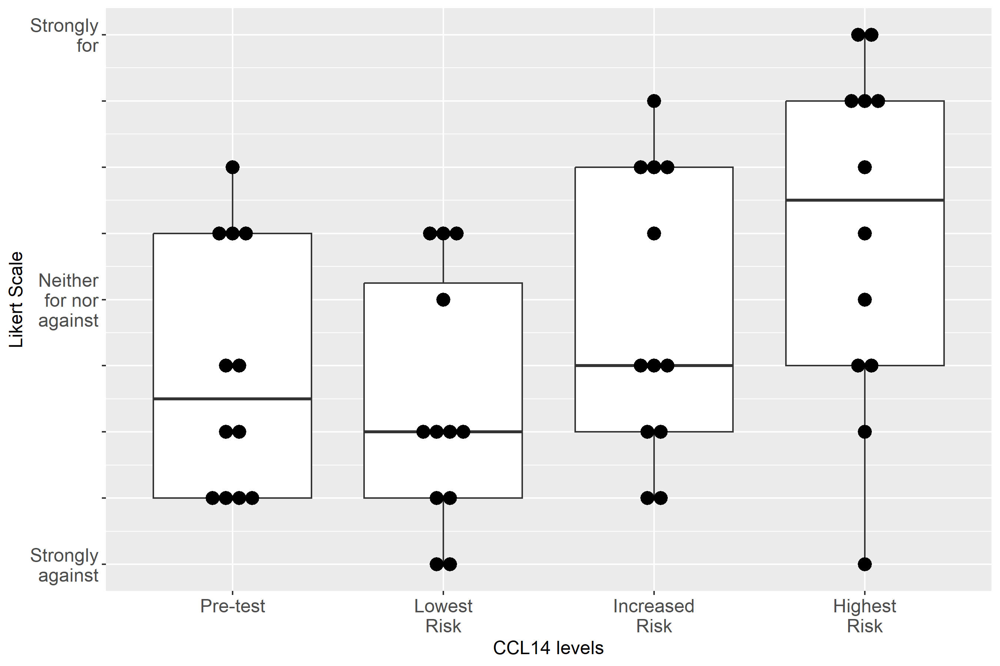 Strongly
for
Neither
for nor
against
Strongly
against
Likert Scale
Pre-test
Lowest
Risk
Increased
Risk
Highest
Risk
CCL14 levels